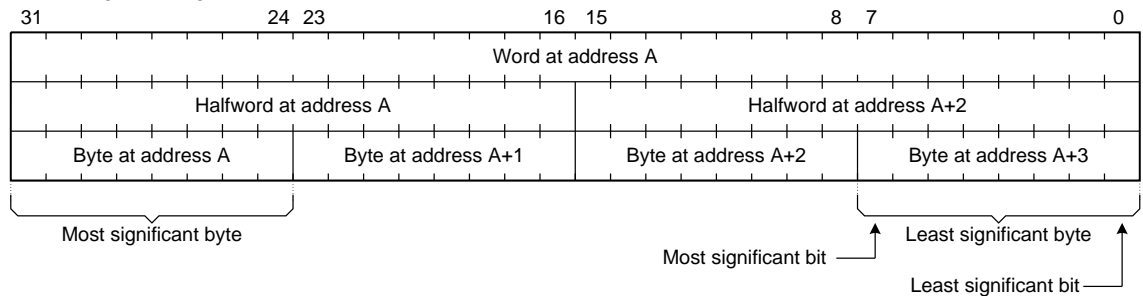 31 24 23 16 15 8 7 0
Word at address A
Halfword at address A Halfword at address A+2
Byte at address A Byte at address A+1 Byte at address A+2 Byte at address A+3
Most significant byte Least significant byte
Most significant bit
Least significant bit